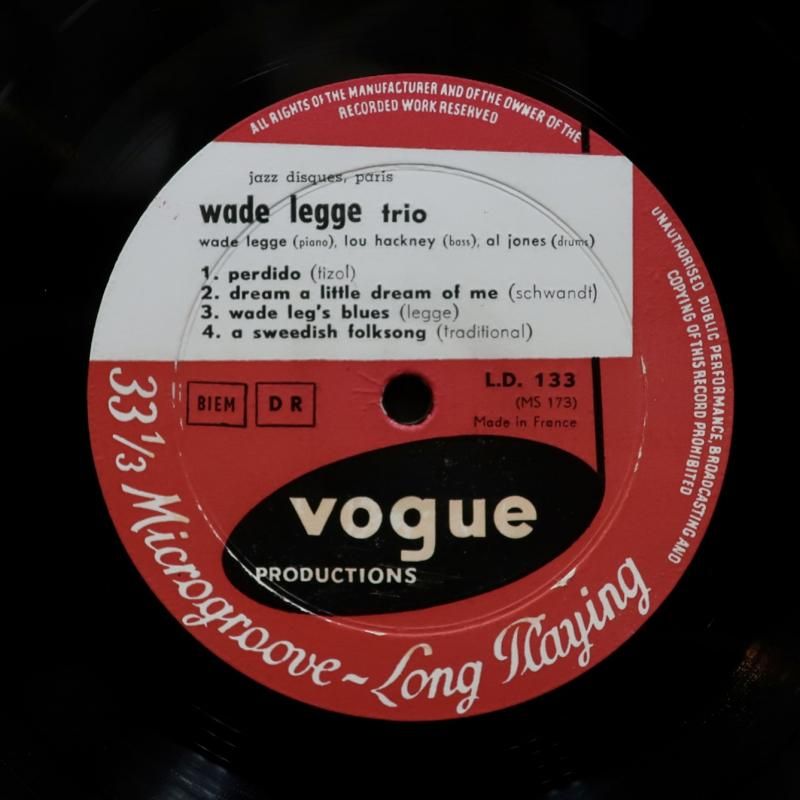 ALL RIGHTS OF THE MANUFACTURER AND OF THE OWNER OF THE
RECORDED WORK RESERVED
jazz disques, paris
wade legge trio
wade legge (piano), lou hackney (bass), al jones (drums)
1. perdido (tizol)
2. dream a little dream of me (schwandt)
3. wade leg's blues (legge)
4. a sweedish folksong (traditional)
BIEM DR
L.D. 133
(MS 173)
Made in France
vogue
PRODUCTIONS
UNAUTHORISED PUBLIC PERFORMANCE, BROADCASTING AND
COPYING OF THIS RECORD PROHIBITED
33 1/3 Microgroove - Long Playing